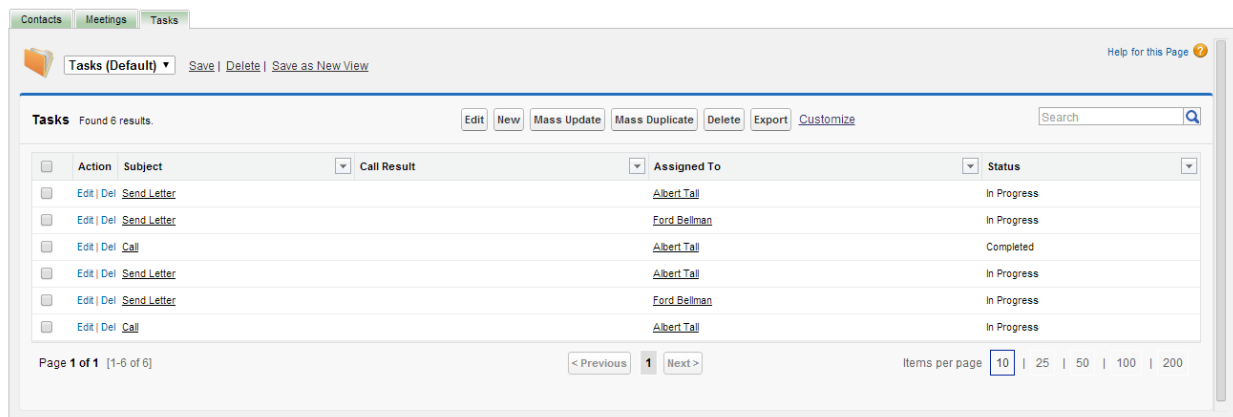 Contacts Meetings Tasks
Help for this Page
Tasks (Default) Save | Delete | Save as New View
Tasks Found 6 results. Edit New Mass Update Mass Duplicate Delete Export Customize Search
Action Subject Call Result Assigned To Status
Edit | Del Send Letter Albert Tall In Progress
Edit | Del Send Letter Ford Bellman In Progress
Edit | Del Call Albert Tall Completed
Edit | Del Send Letter Albert Tall In Progress
Edit | Del Send Letter Ford Bellman In Progress
Edit | Del Call Albert Tall In Progress
Page 1 of 1 [1-6 of 6] < Previous 1 Next > Items per page 10 | 25 | 50 | 100 | 200